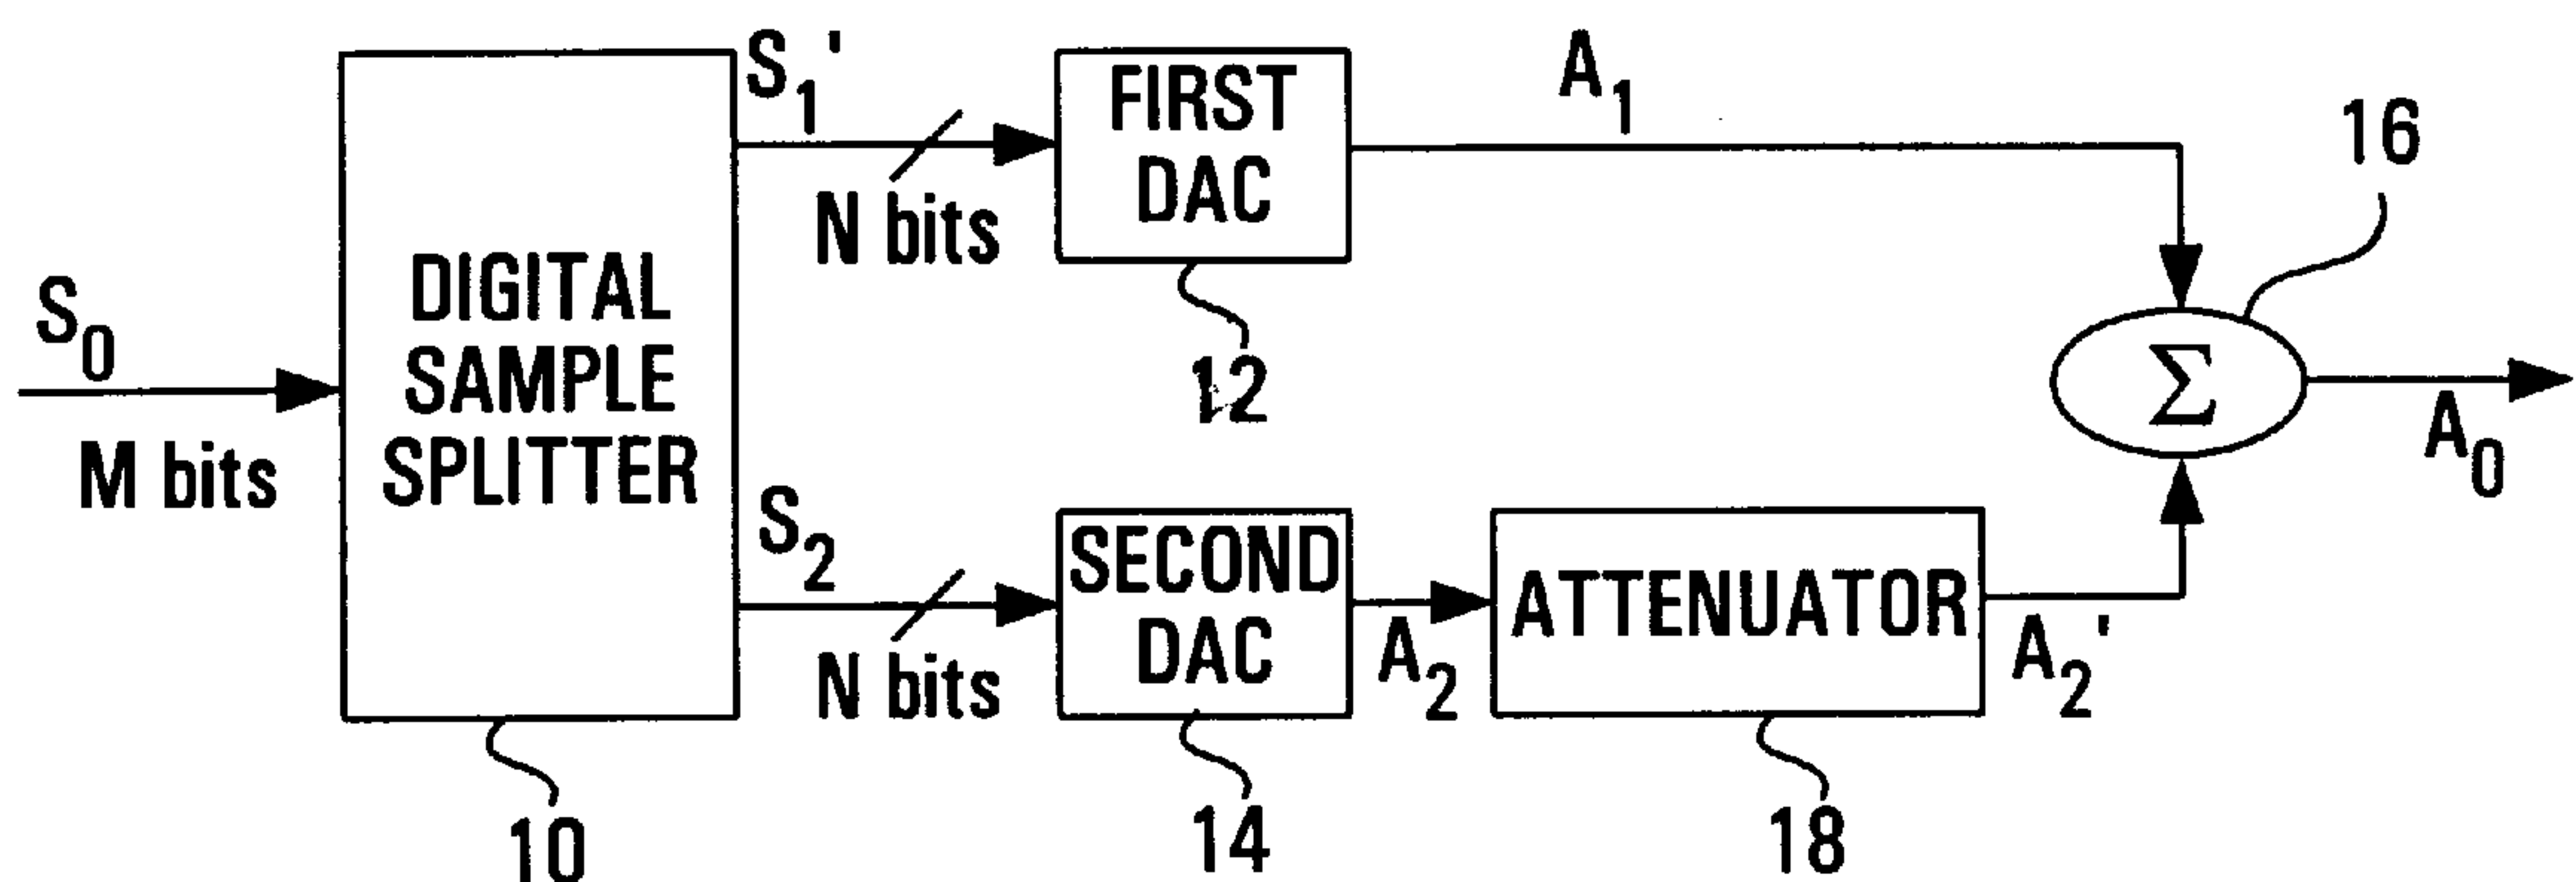 S₀
M bits
DIGITAL
SAMPLE
SPLITTER
10
S₁'
N bits
FIRST
DAC
12
A₁
S₂
N bits
SECOND
DAC
14
A₂
ATTENUATOR
18
A₂'
16
Σ
A₀